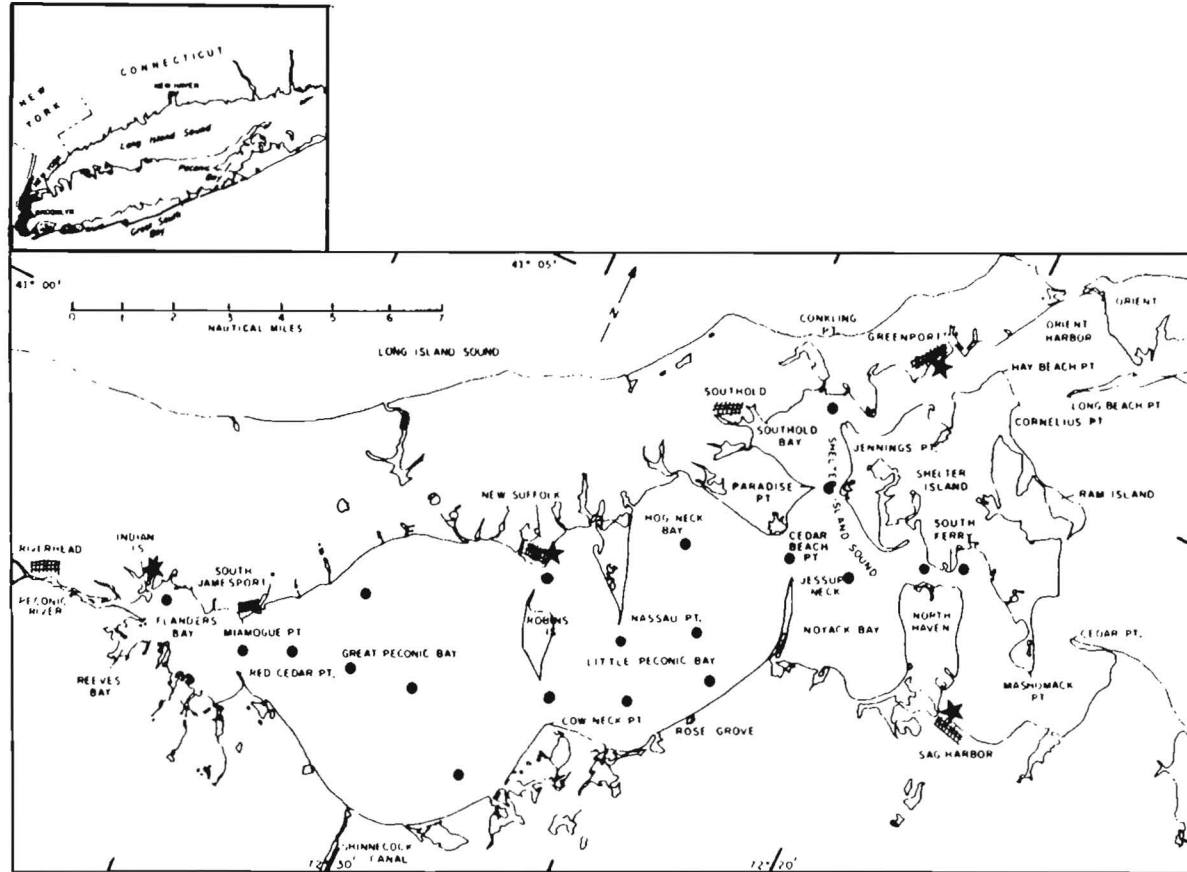 CONNECTICUT
NEW HAVEN
NEW
YORK
Long Island Sound
Peconic
Bay
BROOKLYN
Great South
Bay
41° 00'
41° 05'
0 1 2 3 4 5 6 7
NAUTICAL MILES
N
LONG ISLAND SOUND
CONKLING
PT.
GREENPORT
ORIENT
ORIENT
HARBOR
HAY BEACH PT
LONG BEACH PT
CORNELIUS PT
SOUTHOLD
SOUTHOLD
BAY
JENNINGS PT.
SHELTER
ISLAND
SHELTER ISLAND SOUND
PARADISE
PT
RAM ISLAND
NEW SUFFOLK
HOG NECK
BAY
SOUTH
FERRY
CEDAR
BEACH
PT
JESSUP
NECK
RIVERHEAD
INDIAN
IS
SOUTH
JAMESPORT
PECONIC
RIVER
FLANDERS
BAY
MIAMOGUE PT
ROBINS
IS
NASSAU PT.
NOYACK BAY
NORTH
HAVEN
CEDAR PT.
GREAT PECONIC BAY
LITTLE PECONIC BAY
REEVES
BAY
RED CEDAR PT.
MASHOMACK
PT
COW NECK PT
ROSE GROVE
SAG HARBOR
SHINNECOCK
CANAL
72° 30'
72° 20'